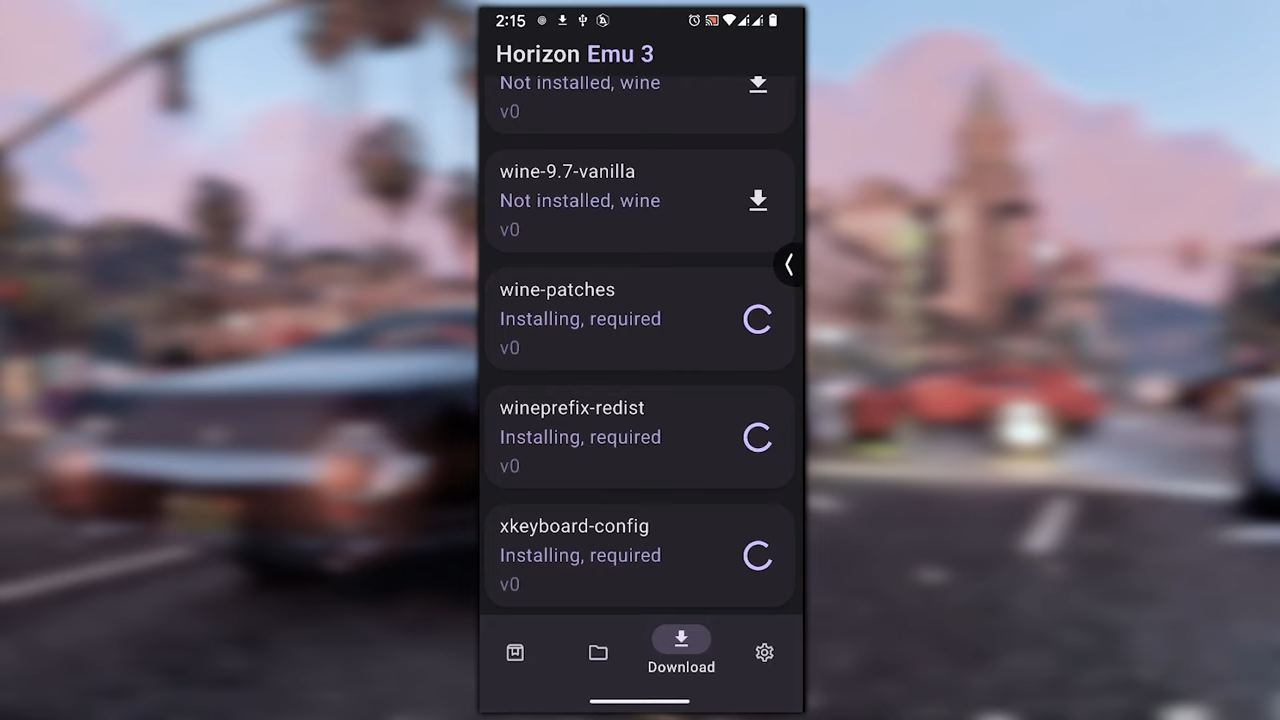 2:15
Horizon Emu 3
Not installed, wine
v0
wine-9.7-vanilla
Not installed, wine
v0
wine-patches
Installing, required
v0
wineprefix-redist
Installing, required
v0
xkeyboard-config
Installing, required
v0
Download